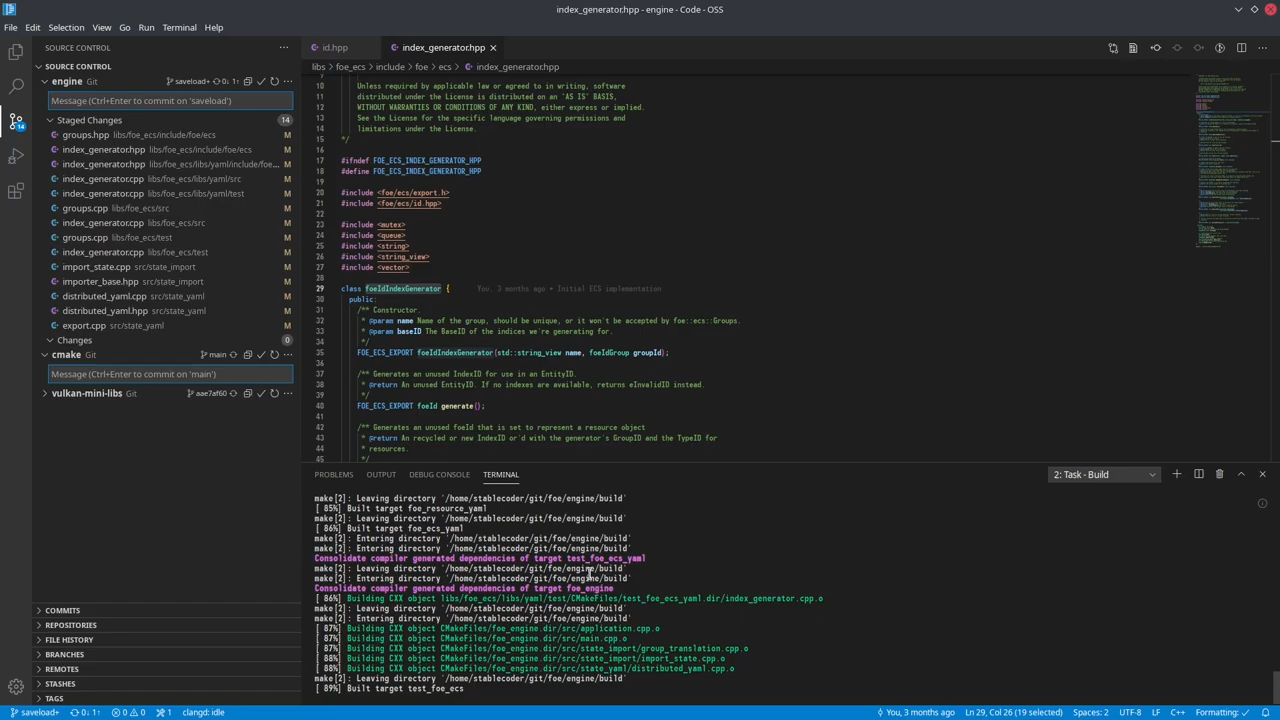 index_generator.hpp - engine - Code - OSS
File Edit Selection View Go Run Terminal Help
SOURCE CONTROL
SOURCE CONTROL
engine Git saveload+ 0↓ 1↑
Message (Ctrl+Enter to commit on 'saveload')
Staged Changes 14
groups.hpp libs/foe_ecs/include/foe/ecs M
index_generator.hpp libs/foe_ecs/include/foe/ecs M
index_generator.hpp libs/foe_ecs/libs/yaml/include/foe... M
index_generator.cpp libs/foe_ecs/libs/yaml/src M
index_generator.cpp libs/foe_ecs/libs/yaml/test M
groups.cpp libs/foe_ecs/src M
index_generator.cpp libs/foe_ecs/src M
groups.cpp libs/foe_ecs/test M
index_generator.cpp libs/foe_ecs/test M
import_state.cpp src/state_import M
importer_base.hpp src/state_import M
distributed_yaml.cpp src/state_yaml M
distributed_yaml.hpp src/state_yaml M
export.cpp src/state_yaml M
Changes 0
cmake Git main
Message (Ctrl+Enter to commit on 'main')
vulkan-mini-libs Git aae7af60
COMMITS
REPOSITORIES
FILE HISTORY
BRANCHES
REMOTES
STASHES
TAGS
14
id.hpp index_generator.hpp
libs > foe_ecs > include > foe > ecs > index_generator.hpp
9
10 Unless required by applicable law or agreed to in writing, software
11 distributed under the License is distributed on an 'AS IS' BASIS,
12 WITHOUT WARRANTIES OR CONDITIONS OF ANY KIND, either express or implied.
13 See the License for the specific language governing permissions and
14 limitations under the License.
15 */
16
17 #ifndef FOE_ECS_INDEX_GENERATOR_HPP
18 #define FOE_ECS_INDEX_GENERATOR_HPP
19
20 #include <foe/ecs/export.h>
21 #include <foe/ecs/id.hpp>
22
23 #include <mutex>
24 #include <queue>
25 #include <string>
26 #include <string_view>
27 #include <vector>
28
29 class foeIdIndexGenerator { You, 3 months ago • Initial ECS implementation
30 public:
31 /** Constructor.
32 * @param name Name of the group, should be unique, or it won't be accepted by foe::ecs::Groups.
33 * @param baseID The BaseID of the indices we're generating for.
34 */
35 FOE_ECS_EXPORT foeIdIndexGenerator(std::string_view name, foeIdGroup groupId);
36
37 /** Generates an unused IndexID for use in an EntityID.
38 * @return An unused EntityID. If no indexes are available, returns eInvalidID instead.
39 */
40 FOE_ECS_EXPORT foeId generate();
41
42 /** Generates an unused foeId that is set to represent a resource object
43 * @return An recycled or new IndexID or'd with the generator's GroupID and the TypeID for
44 * resources.
45 */
PROBLEMS OUTPUT DEBUG CONSOLE TERMINAL 2: Task - Build
make[2]: Leaving directory '/home/stablecoder/git/foe/engine/build'
[ 85%] Built target foe_resource_yaml
make[2]: Leaving directory '/home/stablecoder/git/foe/engine/build'
[ 86%] Built target foe_ecs_yaml
make[2]: Entering directory '/home/stablecoder/git/foe/engine/build'
make[2]: Entering directory '/home/stablecoder/git/foe/engine/build'
Consolidate compiler generated dependencies of target test_foe_ecs_yaml
make[2]: Leaving directory '/home/stablecoder/git/foe/engine/build'
make[2]: Entering directory '/home/stablecoder/git/foe/engine/build'
Consolidate compiler generated dependencies of target foe_engine
[ 86%] Building CXX object libs/foe_ecs/libs/yaml/test/CMakeFiles/test_foe_ecs_yaml.dir/index_generator.cpp.o
make[2]: Leaving directory '/home/stablecoder/git/foe/engine/build'
make[2]: Entering directory '/home/stablecoder/git/foe/engine/build'
[ 87%] Building CXX object CMakeFiles/foe_engine.dir/src/application.cpp.o
[ 87%] Building CXX object CMakeFiles/foe_engine.dir/src/main.cpp.o
[ 87%] Building CXX object CMakeFiles/foe_engine.dir/src/state_import/group_translation.cpp.o
[ 88%] Building CXX object CMakeFiles/foe_engine.dir/src/state_import/import_state.cpp.o
[ 88%] Building CXX object CMakeFiles/foe_engine.dir/src/state_yaml/distributed_yaml.cpp.o
make[2]: Leaving directory '/home/stablecoder/git/foe/engine/build'
[ 89%] Built target test_foe_ecs
saveload+ 0↓ 1↑ 0 0 1 clangd: idle You, 3 months ago Ln 29, Col 26 (19 selected) Spaces: 2 UTF-8 LF C++ Formatting: ✓